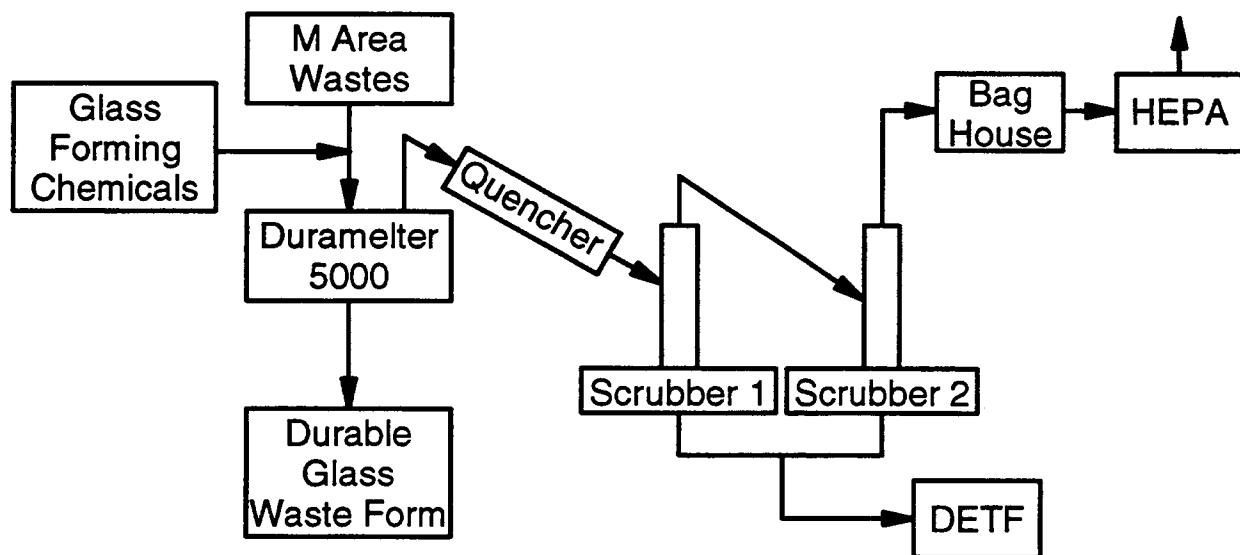 M Area
Wastes
Glass
Forming
Chemicals
Duramelter
5000
Durable
Glass
Waste Form
Quencher
Scrubber 1
Scrubber 2
Bag
House
HEPA
DETF